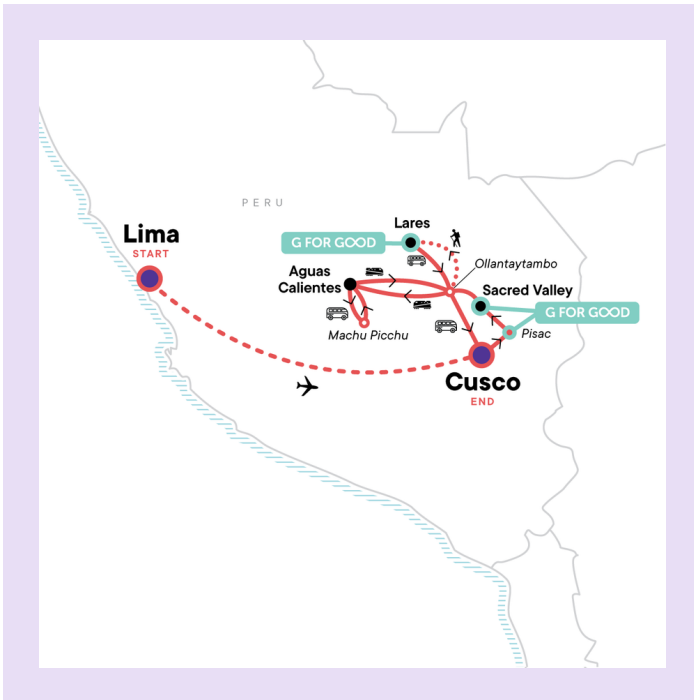 PERU
Lima
START
Lares
G FOR GOOD
Ollantaytambo
Aguas
Calientes
Sacred Valley
G FOR GOOD
Machu Picchu
Pisac
Cusco
END